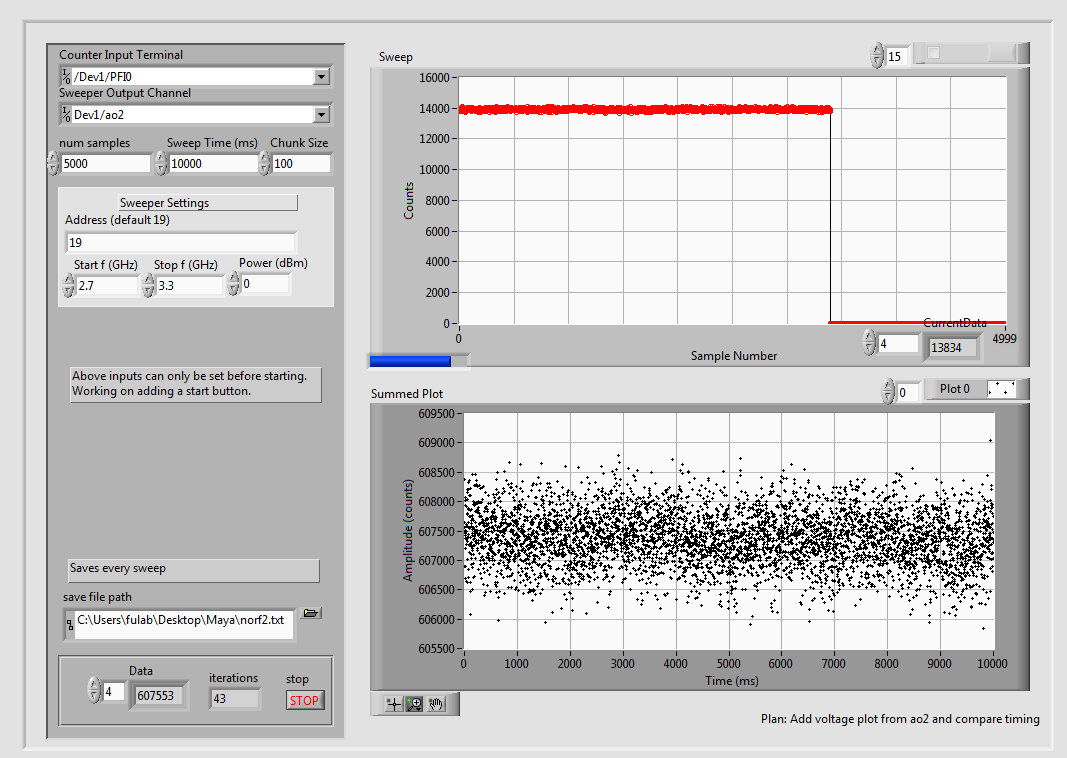 Counter Input Terminal
/Dev1/PFI0
Sweeper Output Channel
Dev1/ao2
num samples Sweep Time (ms) Chunk Size
5000 10000 100
Sweeper Settings
Address (default 19)
19
Start f (GHz) Stop f (GHz) Power (dBm)
2.7 3.3 0
Above inputs can only be set before starting.
Working on adding a start button.
Saves every sweep
save file path
C:\Users\fulab\Desktop\Maya\norf2.txt
Data iterations stop
4 607553 43 STOP
Sweep
15
16000
14000
12000
10000
8000
6000
4000
2000
0
Counts
0 4999
Sample Number
CurrentData
4 13834
Summed Plot
0 Plot 0
609500
609000
608500
608000
607500
607000
606500
606000
605500
Amplitude (counts)
0 1000 2000 3000 4000 5000 6000 7000 8000 9000 10000
Time (ms)
Plan: Add voltage plot from ao2 and compare timing